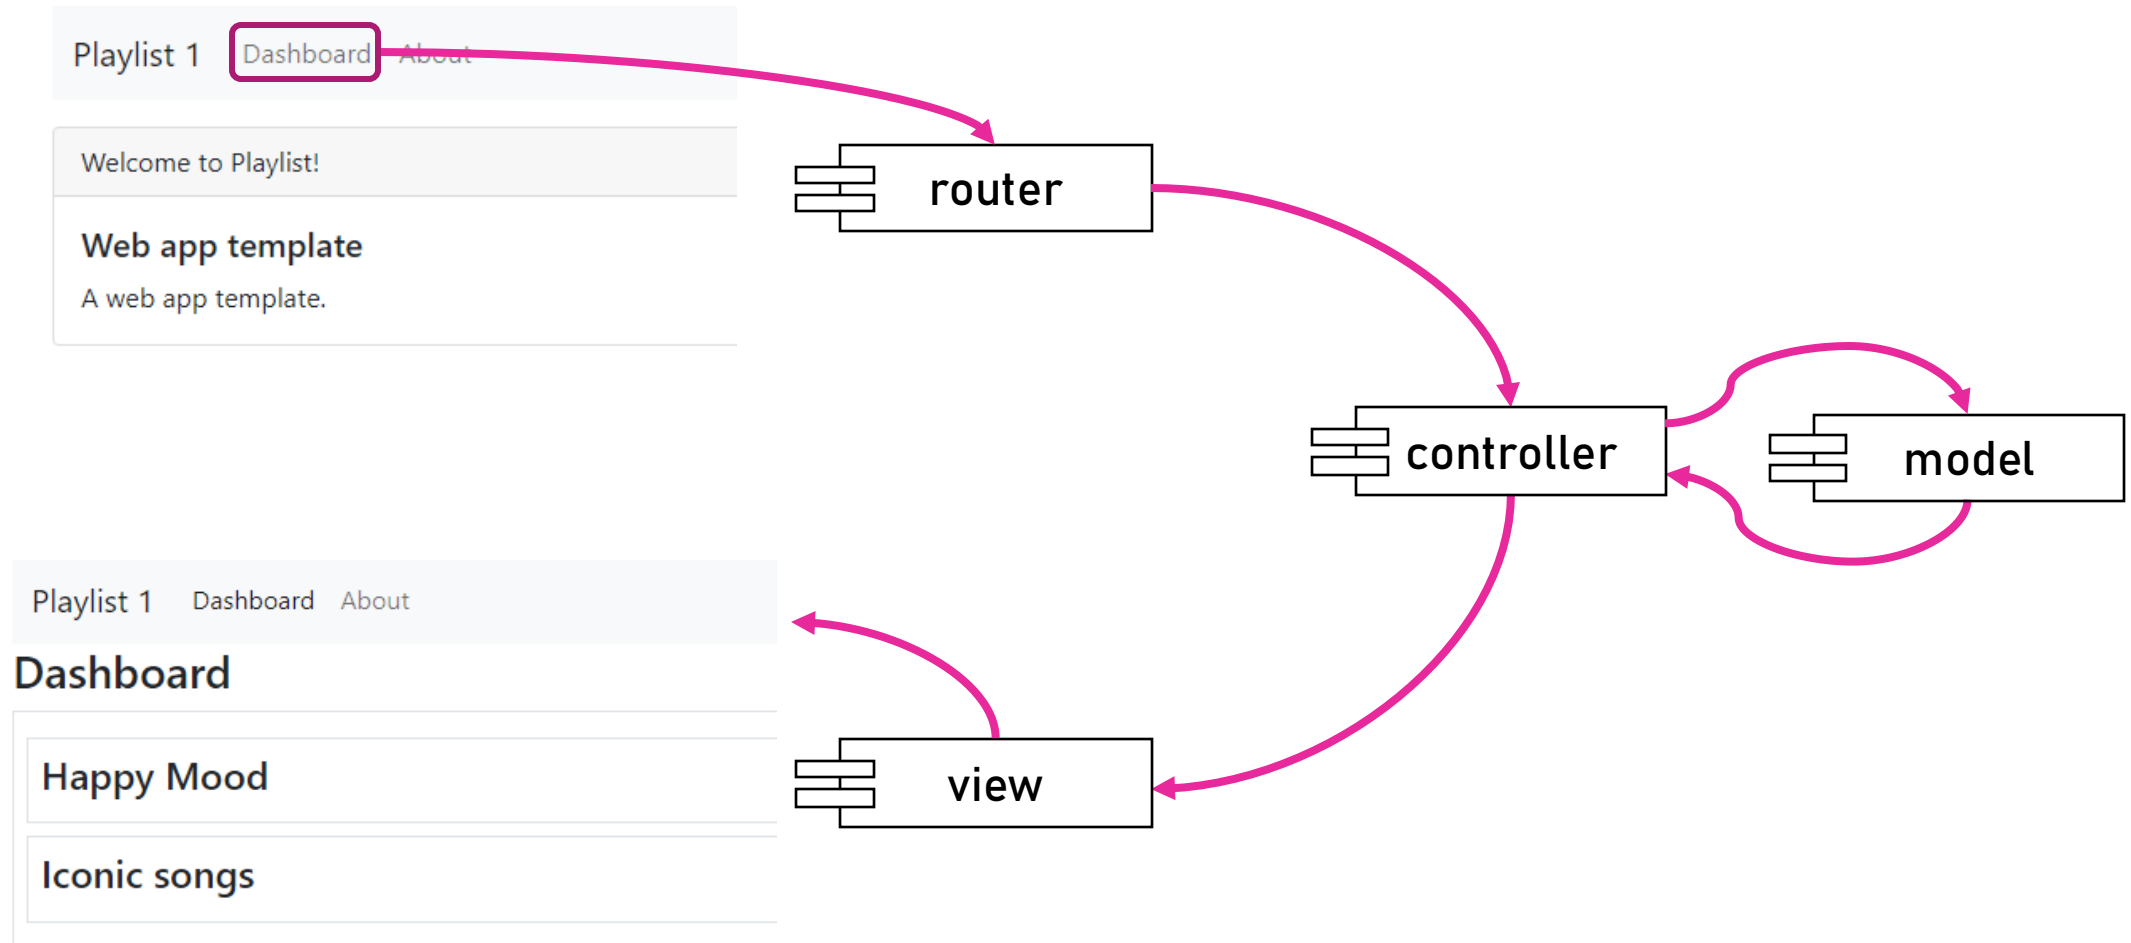 Playlist 1 Dashboard About
Welcome to Playlist!
Web app template
A web app template.
router
controller
model
view
Playlist 1 Dashboard About
Dashboard
Happy Mood
Iconic songs